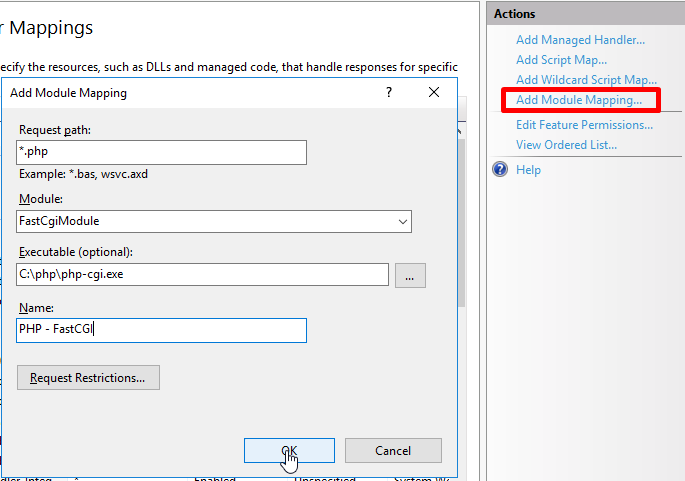 r Mappings
ecify the resources, such as DLLs and managed code, that handle responses for specific
Add Module Mapping
?
Request path:
*.php
Example: *.bas, wsvc.axd
Module:
FastCgiModule
Executable (optional):
C:\php\php-cgi.exe
...
Name:
PHP - FastCGI
Request Restrictions...
OK
Cancel
Actions
Add Managed Handler...
Add Script Map...
Add Wildcard Script Map...
Add Module Mapping...
Edit Feature Permissions...
View Ordered List...
Help